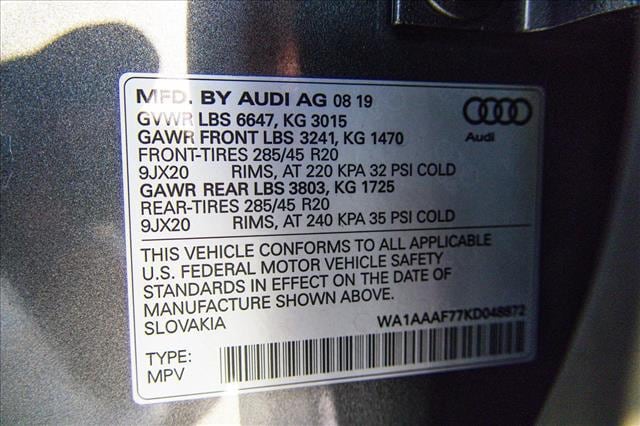 MFD. BY AUDI AG 08 19
GVWR LBS 6647, KG 3015
GAWR FRONT LBS 3241, KG 1470
FRONT-TIRES 285/45 R20
9JX20 RIMS, AT 220 KPA 32 PSI COLD
GAWR REAR LBS 3803, KG 1725
REAR-TIRES 285/45 R20
9JX20 RIMS, AT 240 KPA 35 PSI COLD
Audi
THIS VEHICLE CONFORMS TO ALL APPLICABLE
U.S. FEDERAL MOTOR VEHICLE SAFETY
STANDARDS IN EFFECT ON THE DATE OF
MANUFACTURE SHOWN ABOVE.
SLOVAKIA WA1AAAF77KD048872
TYPE:
MPV